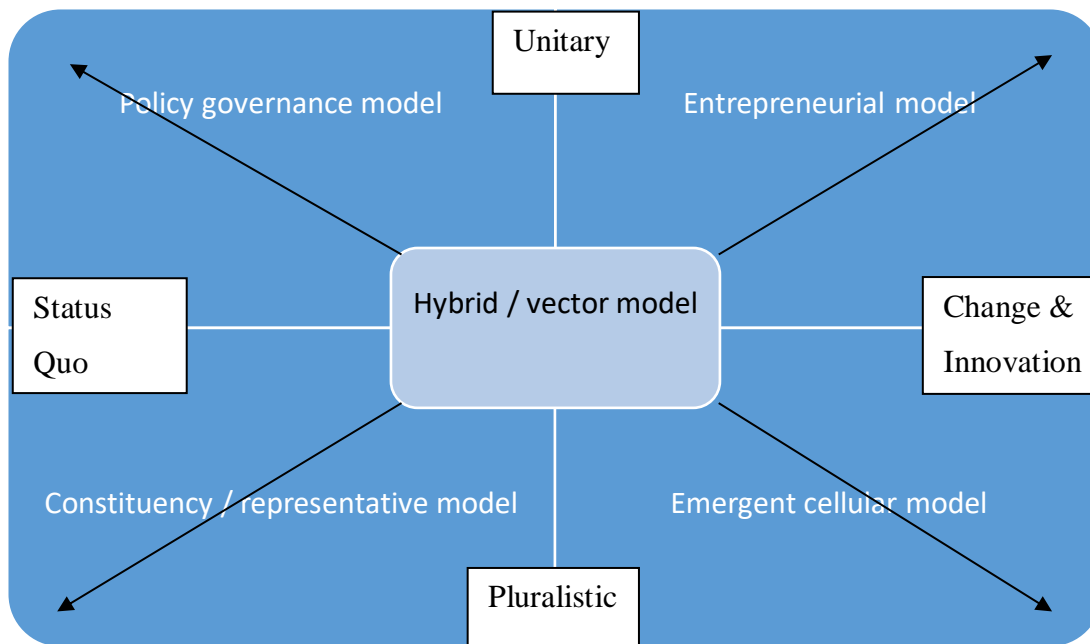 Unitary
Policy governance model
Entrepreneurial model
Hybrid / vector model
Status
Quo
Change &
Innovation
Constituency / representative model
Emergent cellular model
Pluralistic